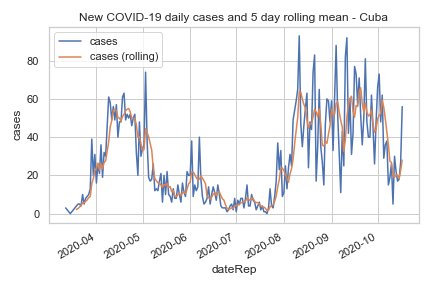 New COVID-19 daily cases and 5 day rolling mean - Cuba
cases
cases (rolling)
80
60
40
20
0
cases
2020-04
2020-05
2020-06
2020-07
2020-08
2020-09
2020-10
dateRep